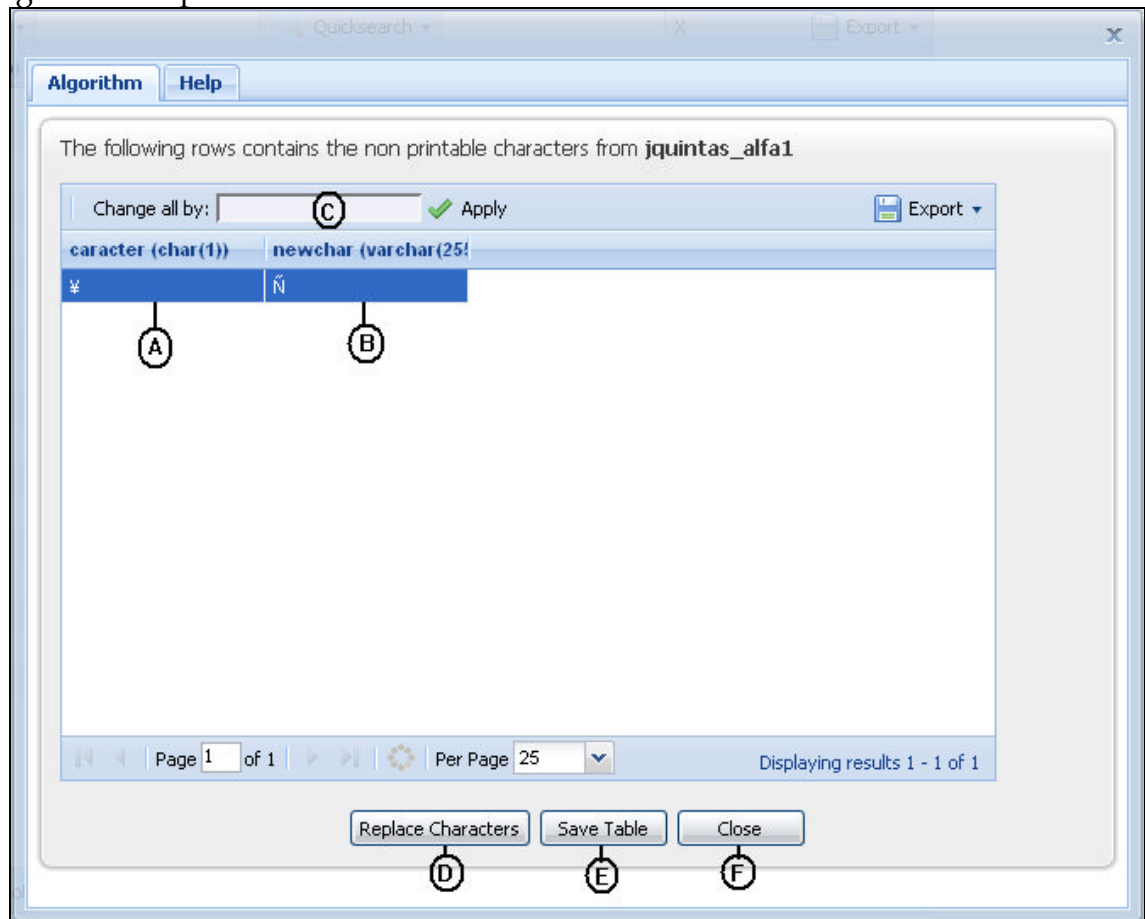 Quicksearch X Export
x
Algorithm Help
The following rows contains the non printable characters from jquintas_alfa1
Change all by: C Apply Export
caracter (char(1)) newchar (varchar(25
¥ Ñ
A B
Page 1 of 1 Per Page 25 Displaying results 1 - 1 of 1
Replace Characters Save Table Close
D E F